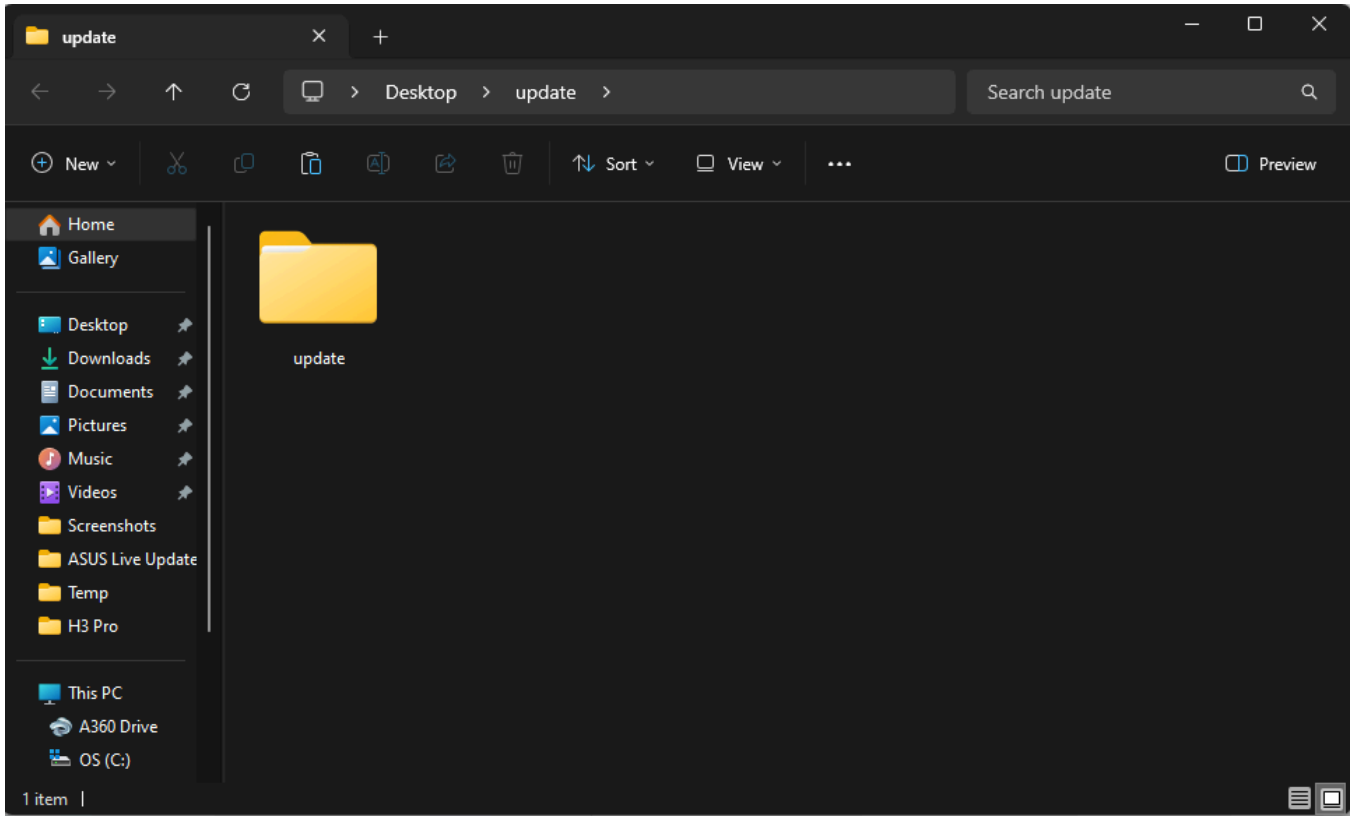 update
Desktop > update >
Search update
New
Sort
View
Preview
Home
Gallery
Desktop
Downloads
Documents
Pictures
Music
Videos
Screenshots
ASUS Live Update
Temp
H3 Pro
This PC
A360 Drive
OS (C:)
update
1 item